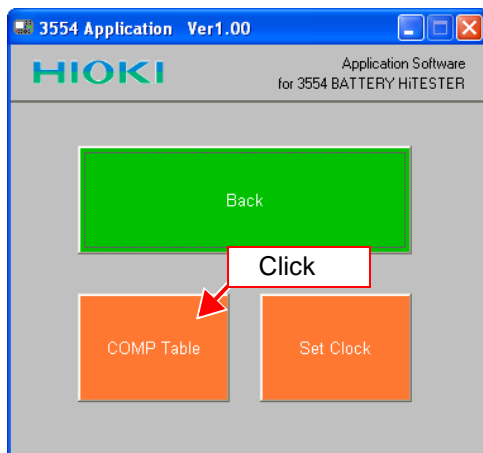 3554 Application Ver1.00
HIOKI
Application Software
for 3554 BATTERY HiTESTER
Back
Click
COMP Table
Set Clock